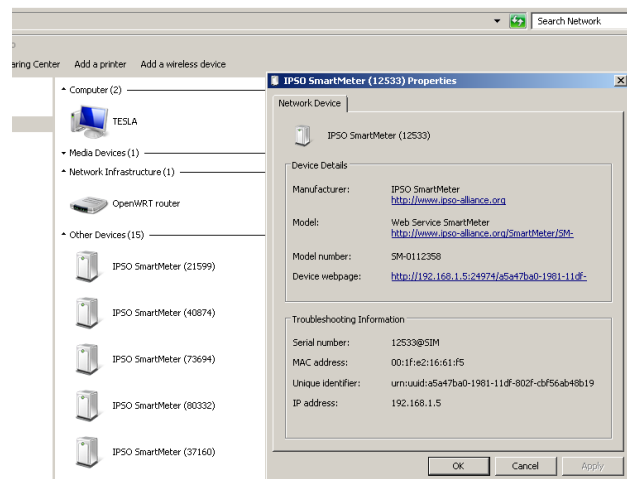 Search Network
aring Center Add a printer Add a wireless device
Computer (2)
TESLA
Media Devices (1)
Network Infrastructure (1)
OpenWRT router
Other Devices (15)
IPSO SmartMeter (21599)
IPSO SmartMeter (40874)
IPSO SmartMeter (73694)
IPSO SmartMeter (80332)
IPSO SmartMeter (37160)
IPSO SmartMeter (12533) Properties
Network Device
IPSO SmartMeter (12533)
Device Details
Manufacturer: IPSO SmartMeter
http://www.ipso-alliance.org
Model: Web Service SmartMeter
http://www.ipso-alliance.org/SmartMeter/SM-
Model number: SM-0112358
Device webpage: http://192.168.1.5:24974/a5a47ba0-1981-11df-
Troubleshooting Information
Serial number: 12533@SIM
MAC address: 00:1f:e2:16:61:f5
Unique identifier: urn:uuid:a5a47ba0-1981-11df-802f-cbf56ab48b19
IP address: 192.168.1.5
OK Cancel Apply